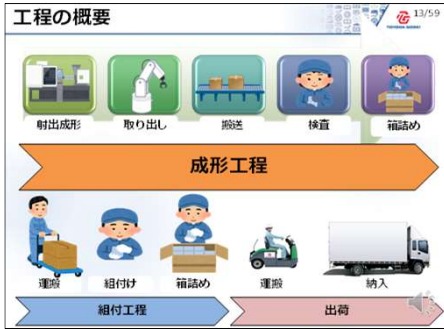 工程の概要
13/59
射出成形
取り出し
搬送
検査
箱詰め
成形工程
運搬
組付け
箱詰め
運搬
納入
組付工程
出荷